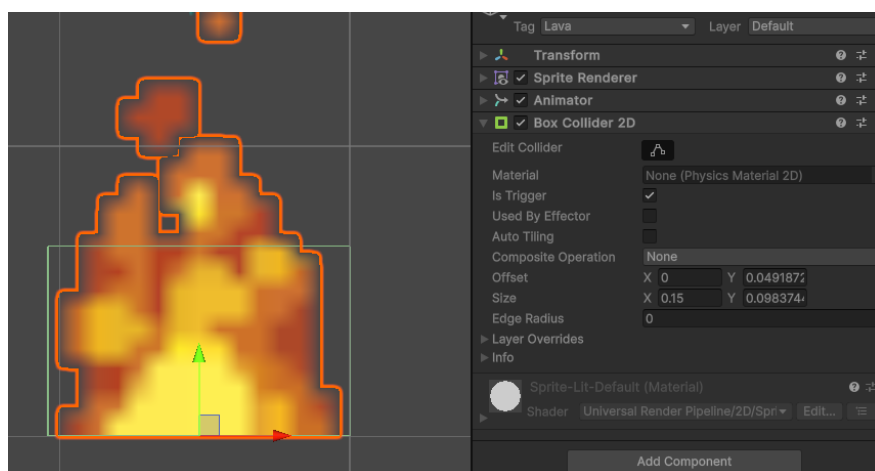 Tag Lava Layer Default
Transform
Sprite Renderer
Animator
Box Collider 2D
Edit Collider
Material None (Physics Material 2D)
Is Trigger
Used By Effector
Auto Tiling
Composite Operation None
Offset X 0 Y 0.0491872
Size X 0.15 Y 0.0983744
Edge Radius 0
Layer Overrides
Info
Sprite-Lit-Default (Material)
Shader Universal Render Pipeline/2D/Spri Edit...
Add Component